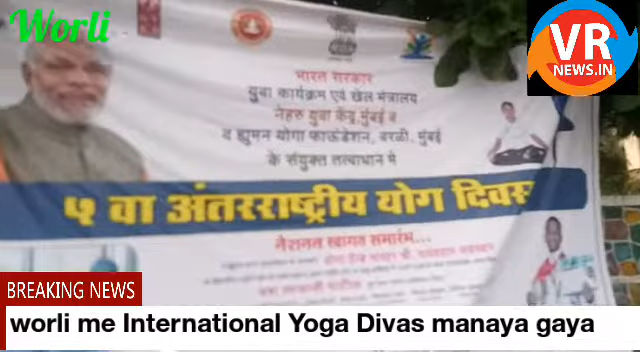 Worli
VR
NEWS.IN
भारत सरकार
युवा कार्यक्रम एवं खेल मंत्रालय
नेहरु युवा केंद्र, मुंबई व
द ह्युमन योगा फाऊंडेशन, वरळी, मुंबई
के संयुक्त तत्वाधान मे
५ वा अंतरराष्ट्रीय योग दिवस
नेशनल स्वागत समारंभ...
BREAKING NEWS
worli me International Yoga Divas manaya gaya